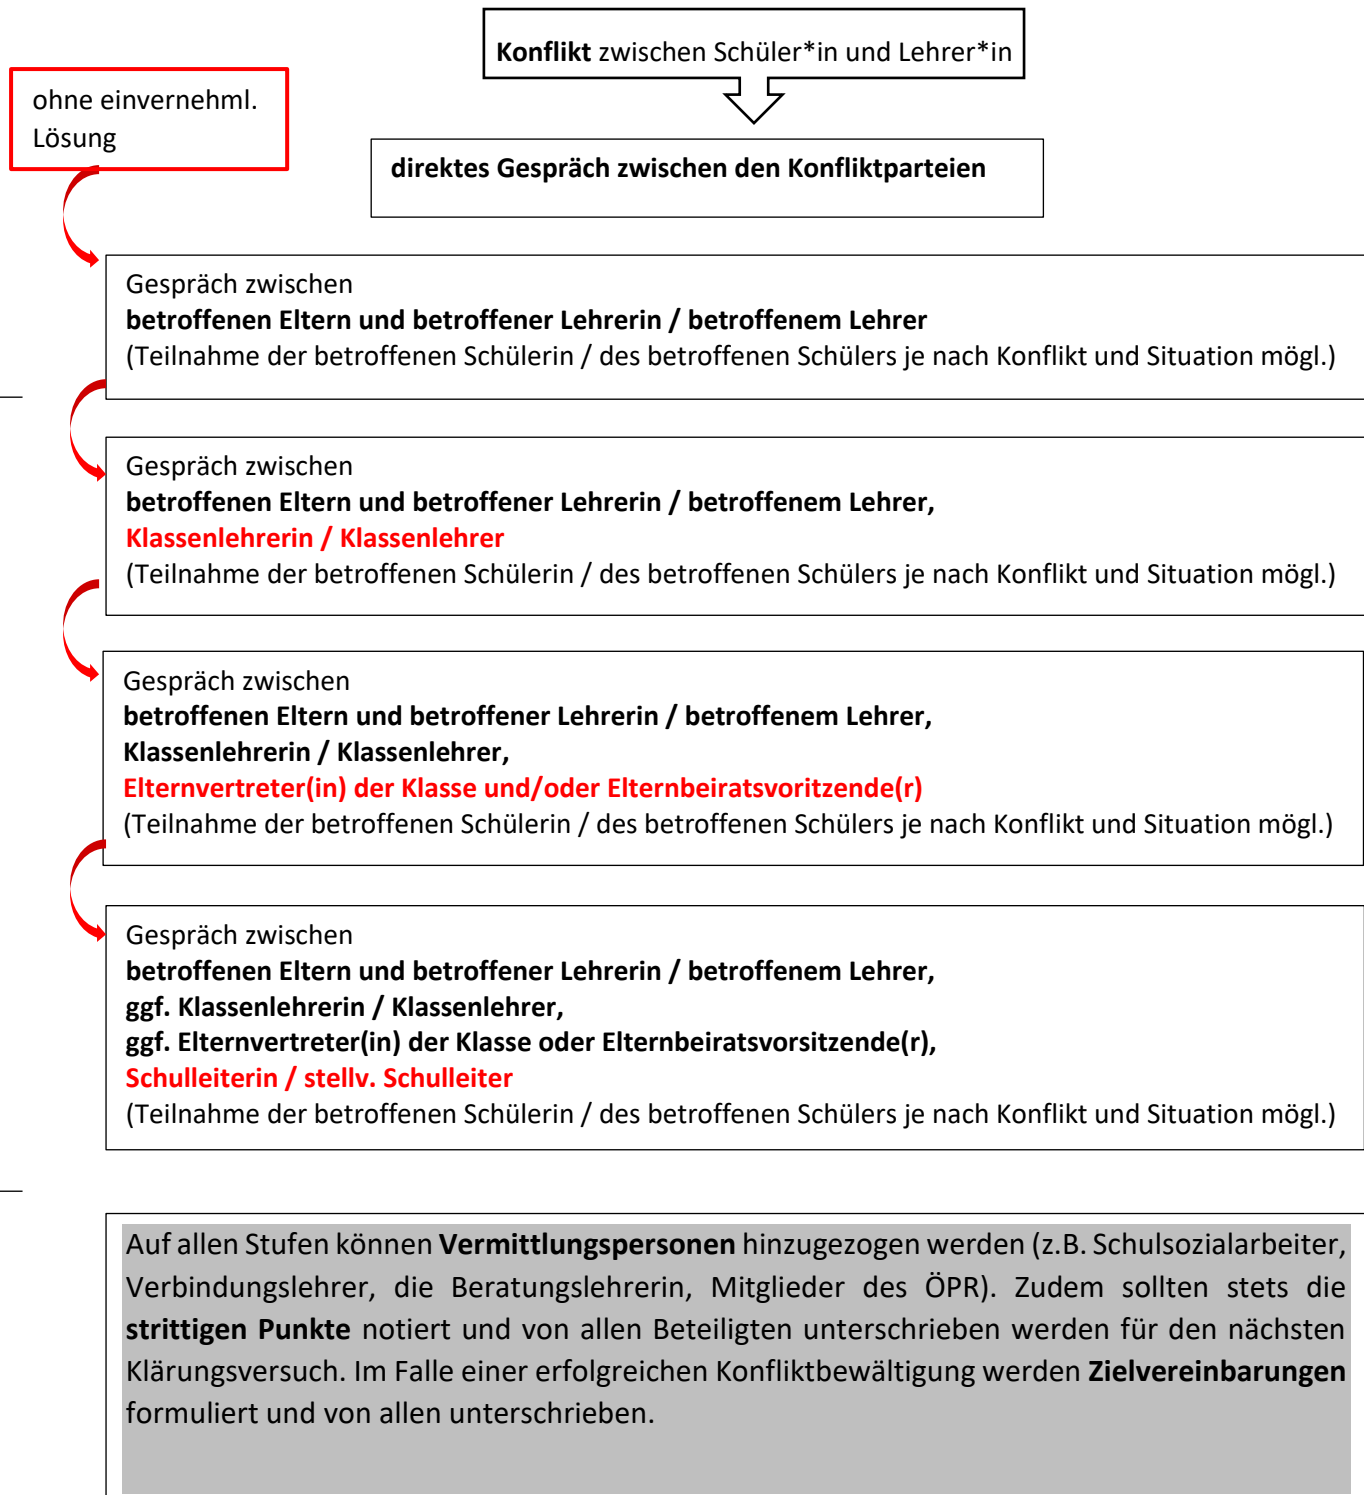 Konflikt zwischen Schüler*in und Lehrer*in
ohne einvernehml.
Lösung
direktes Gespräch zwischen den Konfliktparteien
Gespräch zwischen
betroffenen Eltern und betroffener Lehrerin / betroffenem Lehrer
(Teilnahme der betroffenen Schülerin / des betroffenen Schülers je nach Konflikt und Situation mögl.)
Gespräch zwischen
betroffenen Eltern und betroffener Lehrerin / betroffenem Lehrer,
Klassenlehrerin / Klassenlehrer
(Teilnahme der betroffenen Schülerin / des betroffenen Schülers je nach Konflikt und Situation mögl.)
Gespräch zwischen
betroffenen Eltern und betroffener Lehrerin / betroffenem Lehrer,
Klassenlehrerin / Klassenlehrer,
Elternvertreter(in) der Klasse und/oder Elternbeiratsvoritzende(r)
(Teilnahme der betroffenen Schülerin / des betroffenen Schülers je nach Konflikt und Situation mögl.)
Gespräch zwischen
betroffenen Eltern und betroffener Lehrerin / betroffenem Lehrer,
ggf. Klassenlehrerin / Klassenlehrer,
ggf. Elternvertreter(in) der Klasse oder Elternbeiratsvorsitzende(r),
Schulleiterin / stellv. Schulleiter
(Teilnahme der betroffenen Schülerin / des betroffenen Schülers je nach Konflikt und Situation mögl.)
Auf allen Stufen können Vermittlungspersonen hinzugezogen werden (z.B. Schulsozialarbeiter,
Verbindungslehrer, die Beratungslehrerin, Mitglieder des ÖPR). Zudem sollten stets die
strittigen Punkte notiert und von allen Beteiligten unterschrieben werden für den nächsten
Klärungsversuch. Im Falle einer erfolgreichen Konfliktbewältigung werden Zielvereinbarungen
formuliert und von allen unterschrieben.